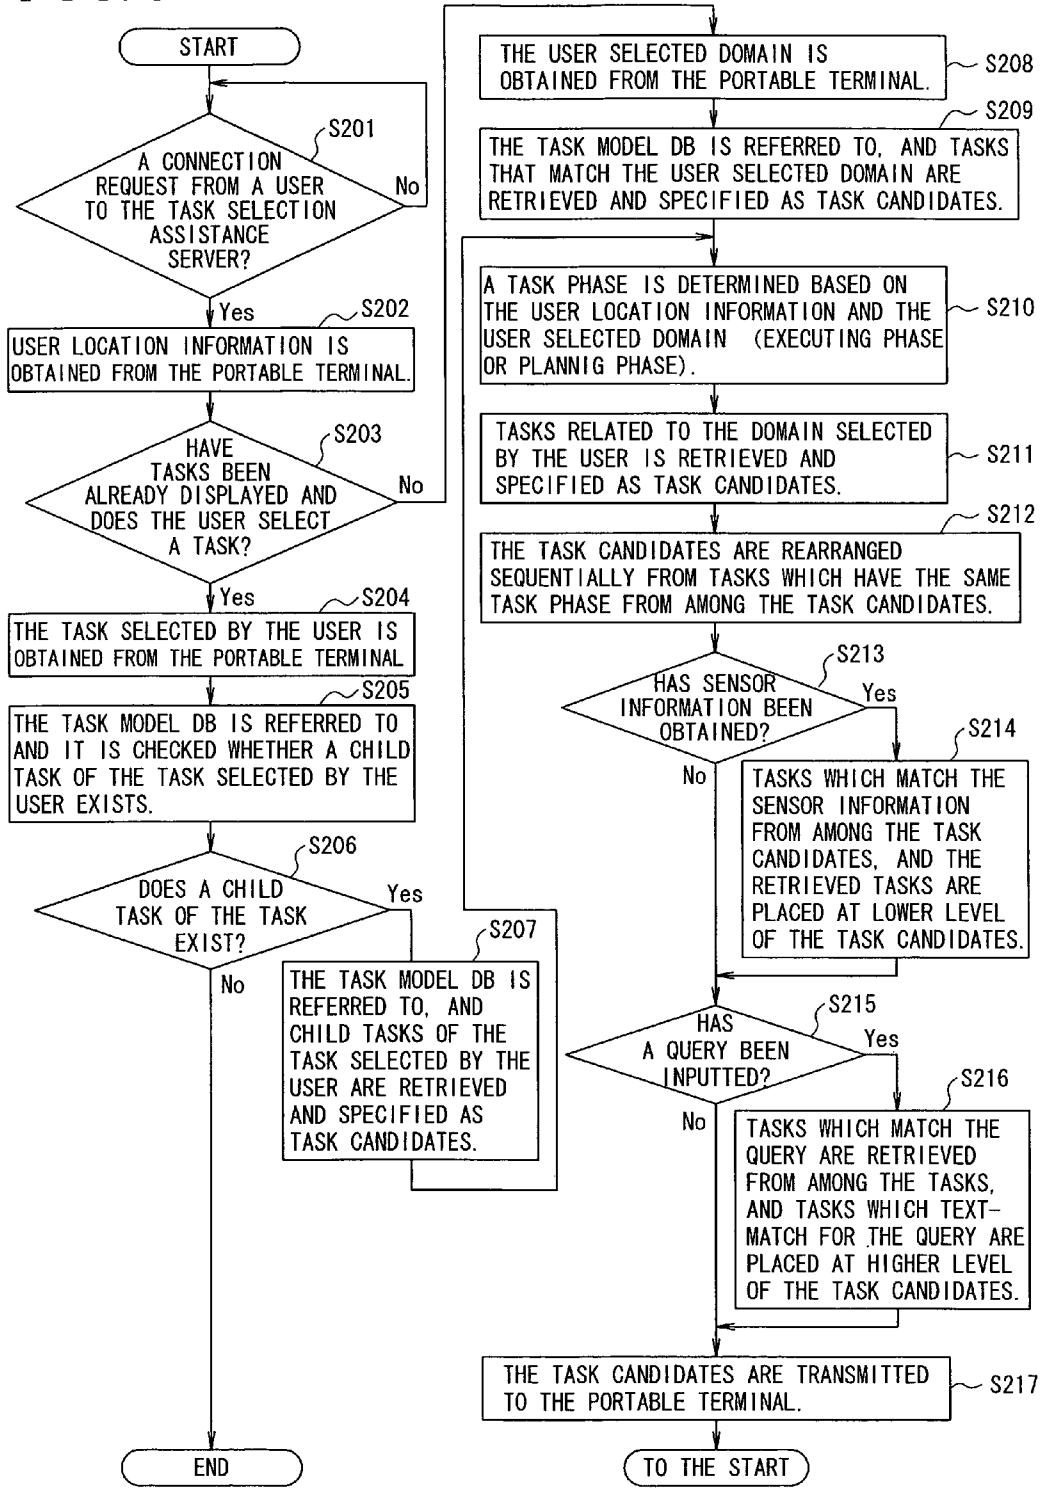 START
S201
A CONNECTION
REQUEST FROM A USER
TO THE TASK SELECTION
ASSISTANCE
SERVER?
No
Yes
S202
USER LOCATION INFORMATION IS
OBTAINED FROM THE PORTABLE TERMINAL.
S203
HAVE
TASKS BEEN
ALREADY DISPLAYED AND
DOES THE USER SELECT
A TASK?
No
Yes
S204
THE TASK SELECTED BY THE USER IS
OBTAINED FROM THE PORTABLE TERMINAL
S205
THE TASK MODEL DB IS REFERRED TO
AND IT IS CHECKED WHETHER A CHILD
TASK OF THE TASK SELECTED BY THE
USER EXISTS.
S206
DOES A CHILD
TASK OF THE TASK
EXIST?
Yes
No
S207
THE TASK MODEL DB IS
REFERRED TO, AND
CHILD TASKS OF THE
TASK SELECTED BY THE
USER ARE RETRIEVED
AND SPECIFIED AS
TASK CANDIDATES.
END
THE USER SELECTED DOMAIN IS
OBTAINED FROM THE PORTABLE TERMINAL.
S208
S209
THE TASK MODEL DB IS REFERRED TO, AND TASKS
THAT MATCH THE USER SELECTED DOMAIN ARE
RETRIEVED AND SPECIFIED AS TASK CANDIDATES.
A TASK PHASE IS DETERMINED BASED ON
THE USER LOCATION INFORMATION AND THE
USER SELECTED DOMAIN (EXECUTING PHASE
OR PLANNIG PHASE).
S210
TASKS RELATED TO THE DOMAIN SELECTED
BY THE USER IS RETRIEVED AND
SPECIFIED AS TASK CANDIDATES.
S211
S212
THE TASK CANDIDATES ARE REARRANGED
SEQUENTIALLY FROM TASKS WHICH HAVE THE SAME
TASK PHASE FROM AMONG THE TASK CANDIDATES.
S213
HAS SENSOR
INFORMATION BEEN
OBTAINED?
Yes
No
S214
TASKS WHICH MATCH THE
SENSOR INFORMATION
FROM AMONG THE TASK
CANDIDATES, AND THE
RETRIEVED TASKS ARE
PLACED AT LOWER LEVEL
OF THE TASK CANDIDATES.
S215
HAS
A QUERY BEEN
INPUTTED?
Yes
No
S216
TASKS WHICH MATCH THE
QUERY ARE RETRIEVED
FROM AMONG THE TASKS,
AND TASKS WHICH TEXT-
MATCH FOR THE QUERY ARE
PLACED AT HIGHER LEVEL
OF THE TASK CANDIDATES.
THE TASK CANDIDATES ARE TRANSMITTED
TO THE PORTABLE TERMINAL.
S217
TO THE START